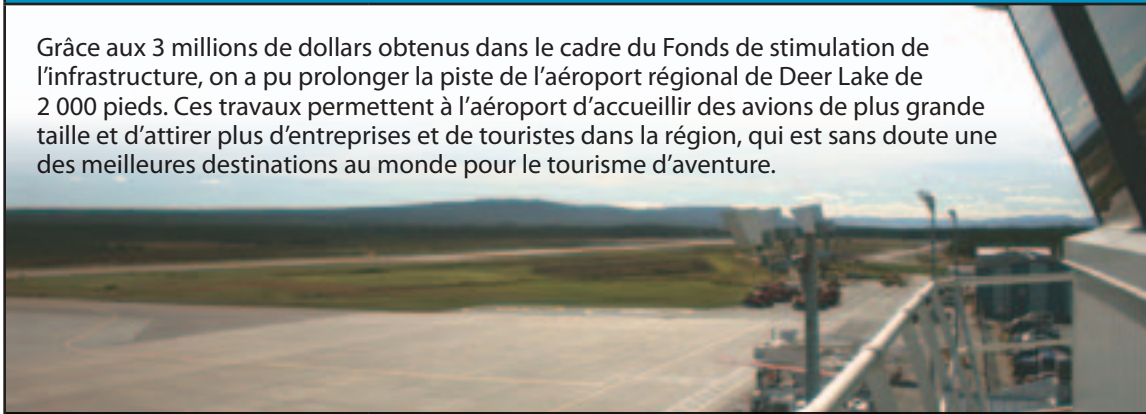 Grâce aux 3 millions de dollars obtenus dans le cadre du Fonds de stimulation de
l’infrastructure, on a pu prolonger la piste de l’aéroport régional de Deer Lake de
2 000 pieds. Ces travaux permettent à l’aéroport d’accueillir des avions de plus grande
taille et d’attirer plus d’entreprises et de touristes dans la région, qui est sans doute une
des meilleures destinations au monde pour le tourisme d’aventure.